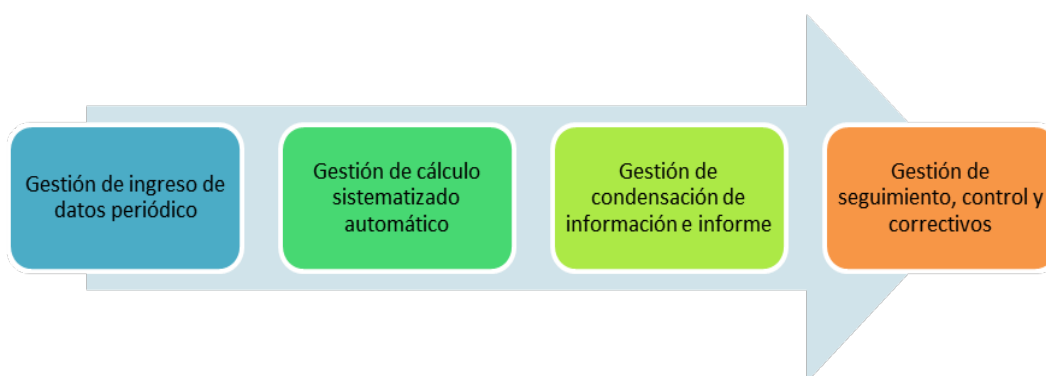 Gestión de ingreso de
datos periódico
Gestión de cálculo
sistematizado
automático
Gestión de
condensación de
información e informe
Gestión de
seguimiento, control y
correctivos